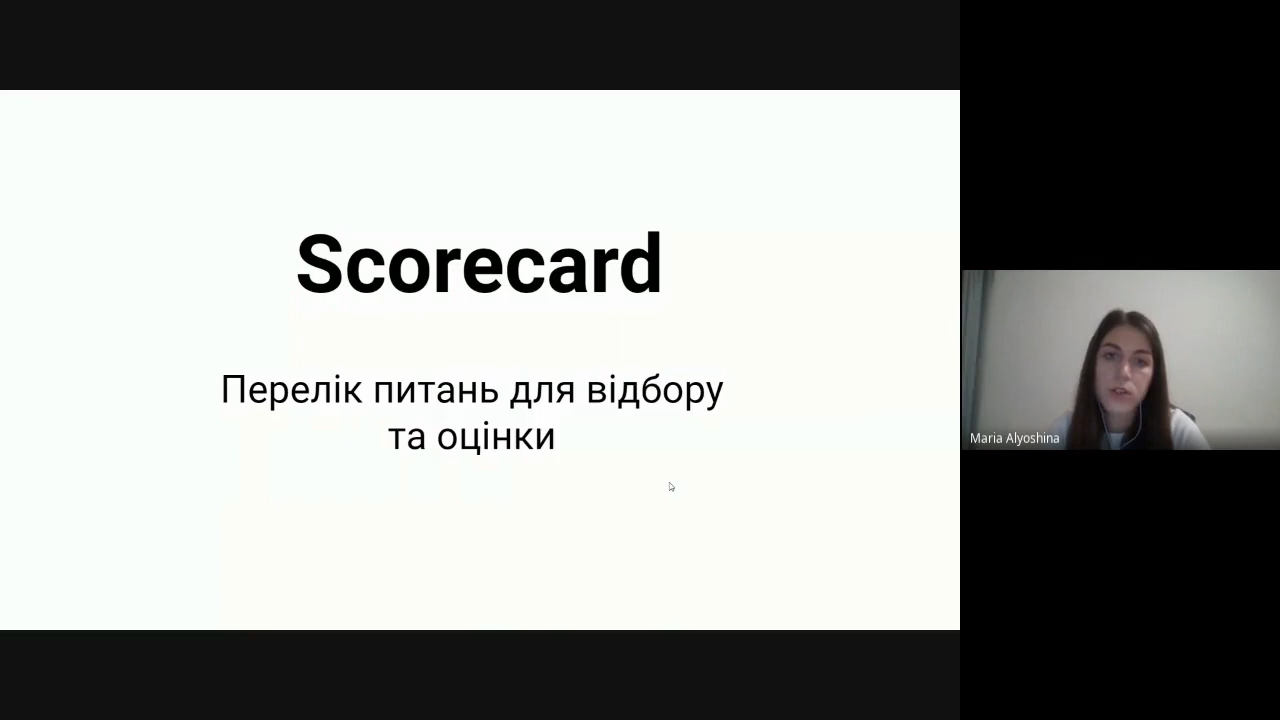 Scorecard
Перелік питань для відбору
та оцінки
Maria Alyoshina